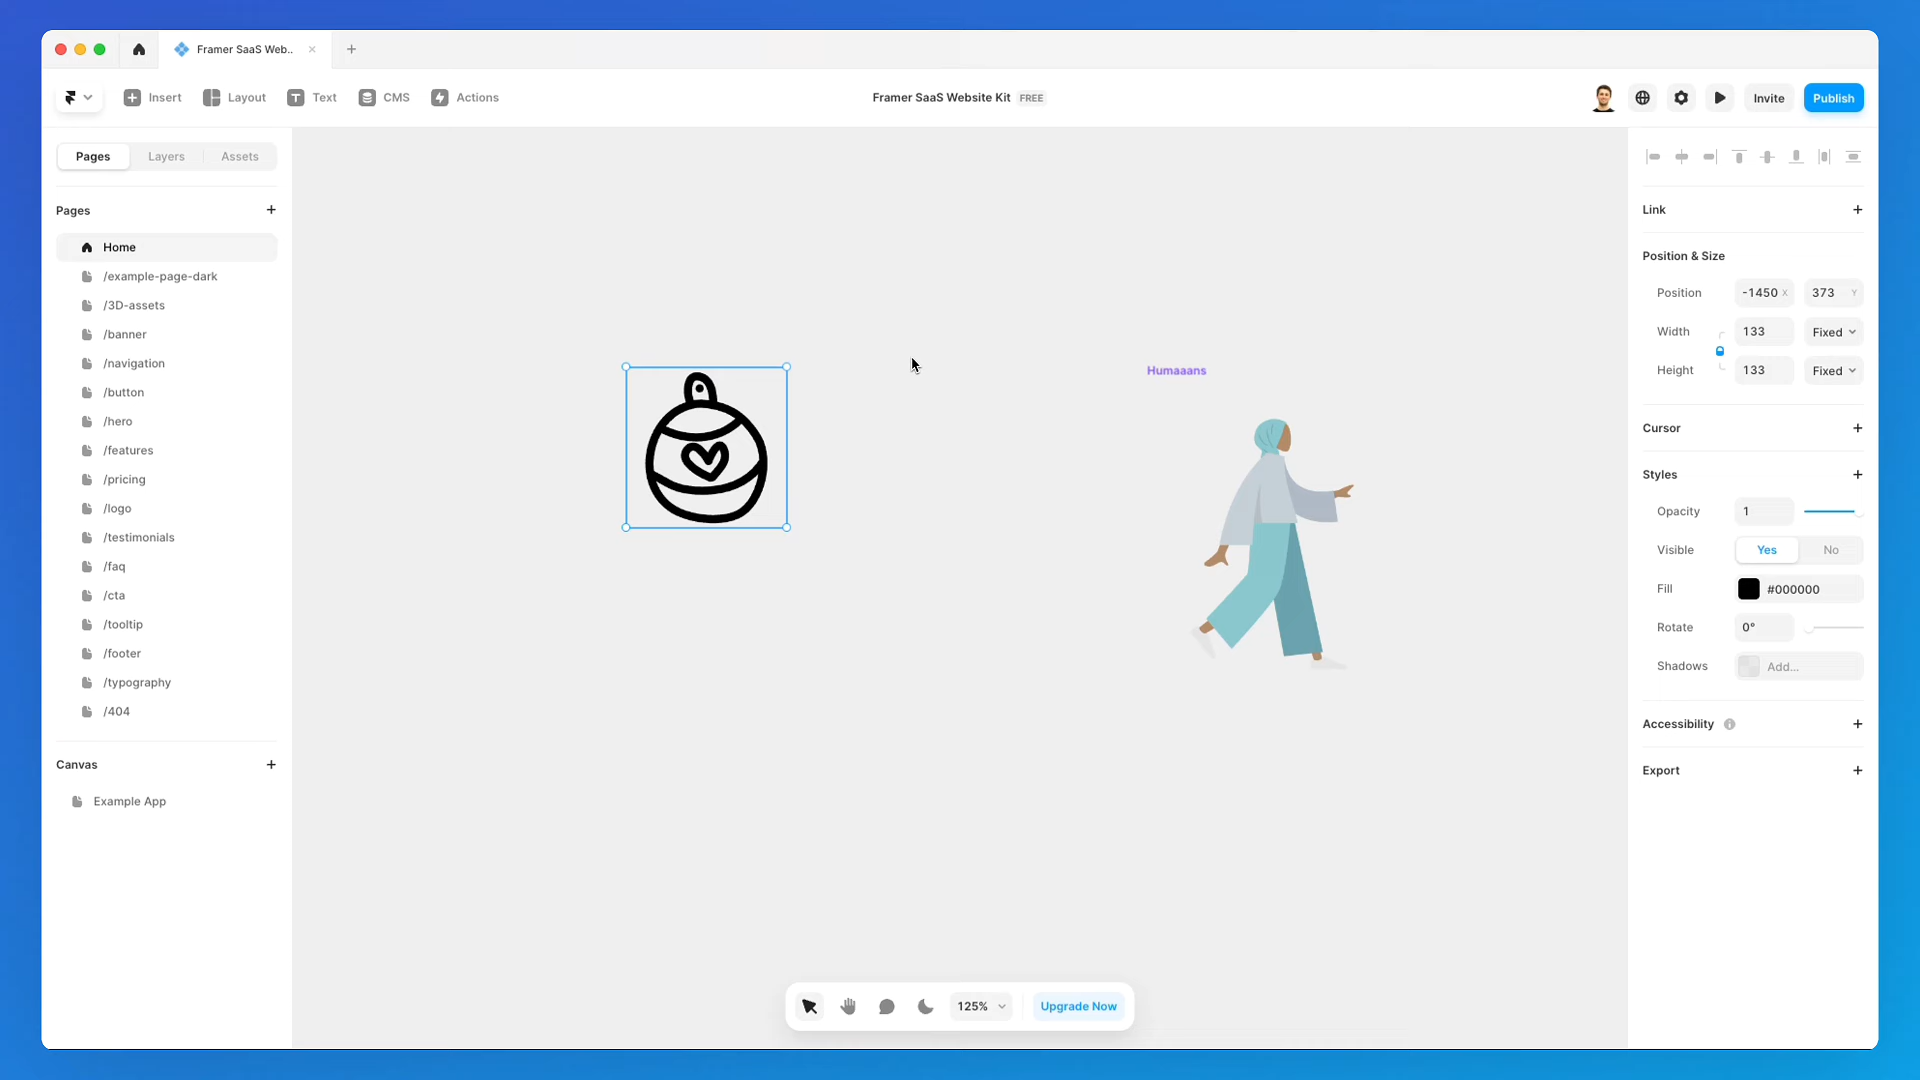 Framer SaaS Web..
Insert
Layout
Text
CMS
Actions
Framer SaaS Website Kit FREE
Invite
Publish
Pages
Layers
Assets
Pages
Home
/example-page-dark
/3D-assets
/banner
/navigation
/button
/hero
/features
/pricing
/logo
/testimonials
/faq
/cta
/tooltip
/footer
/typography
/404
Canvas
Example App
Humaaans
125%
Upgrade Now
Link
Position & Size
Position -1450 X 373 Y
Width 133 Fixed
Height 133 Fixed
Cursor
Styles
Opacity 1
Visible Yes No
Fill #000000
Rotate 0°
Shadows Add...
Accessibility
Export